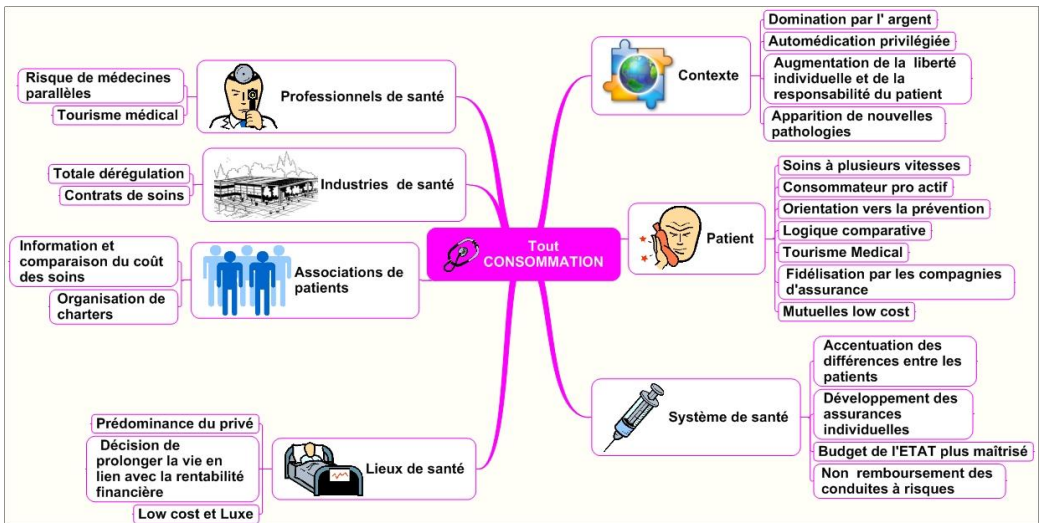 Tout
CONSOMMATION
Contexte
Domination par l' argent
Automédication privilégiée
Augmentation de la liberté
individuelle et de la
responsabilité du patient
Apparition de nouvelles
pathologies
Patient
Soins à plusieurs vitesses
Consommateur pro actif
Orientation vers la prévention
Logique comparative
Tourisme Medical
Fidélisation par les compagnies
d'assurance
Mutuelles low cost
Système de santé
Accentuation des
différences entre les
patients
Développement des
assurances
individuelles
Budget de l'ETAT plus maîtrisé
Non remboursement des
conduites à risques
Professionnels de santé
Risque de médecines
parallèles
Tourisme médical
Industries de santé
Totale dérégulation
Contrats de soins
Associations de
patients
Information et
comparaison du coût
des soins
Organisation de
charters
Lieux de santé
Prédominance du privé
Décision de
prolonger la vie en
lien avec la rentabilité
financière
Low cost et Luxe